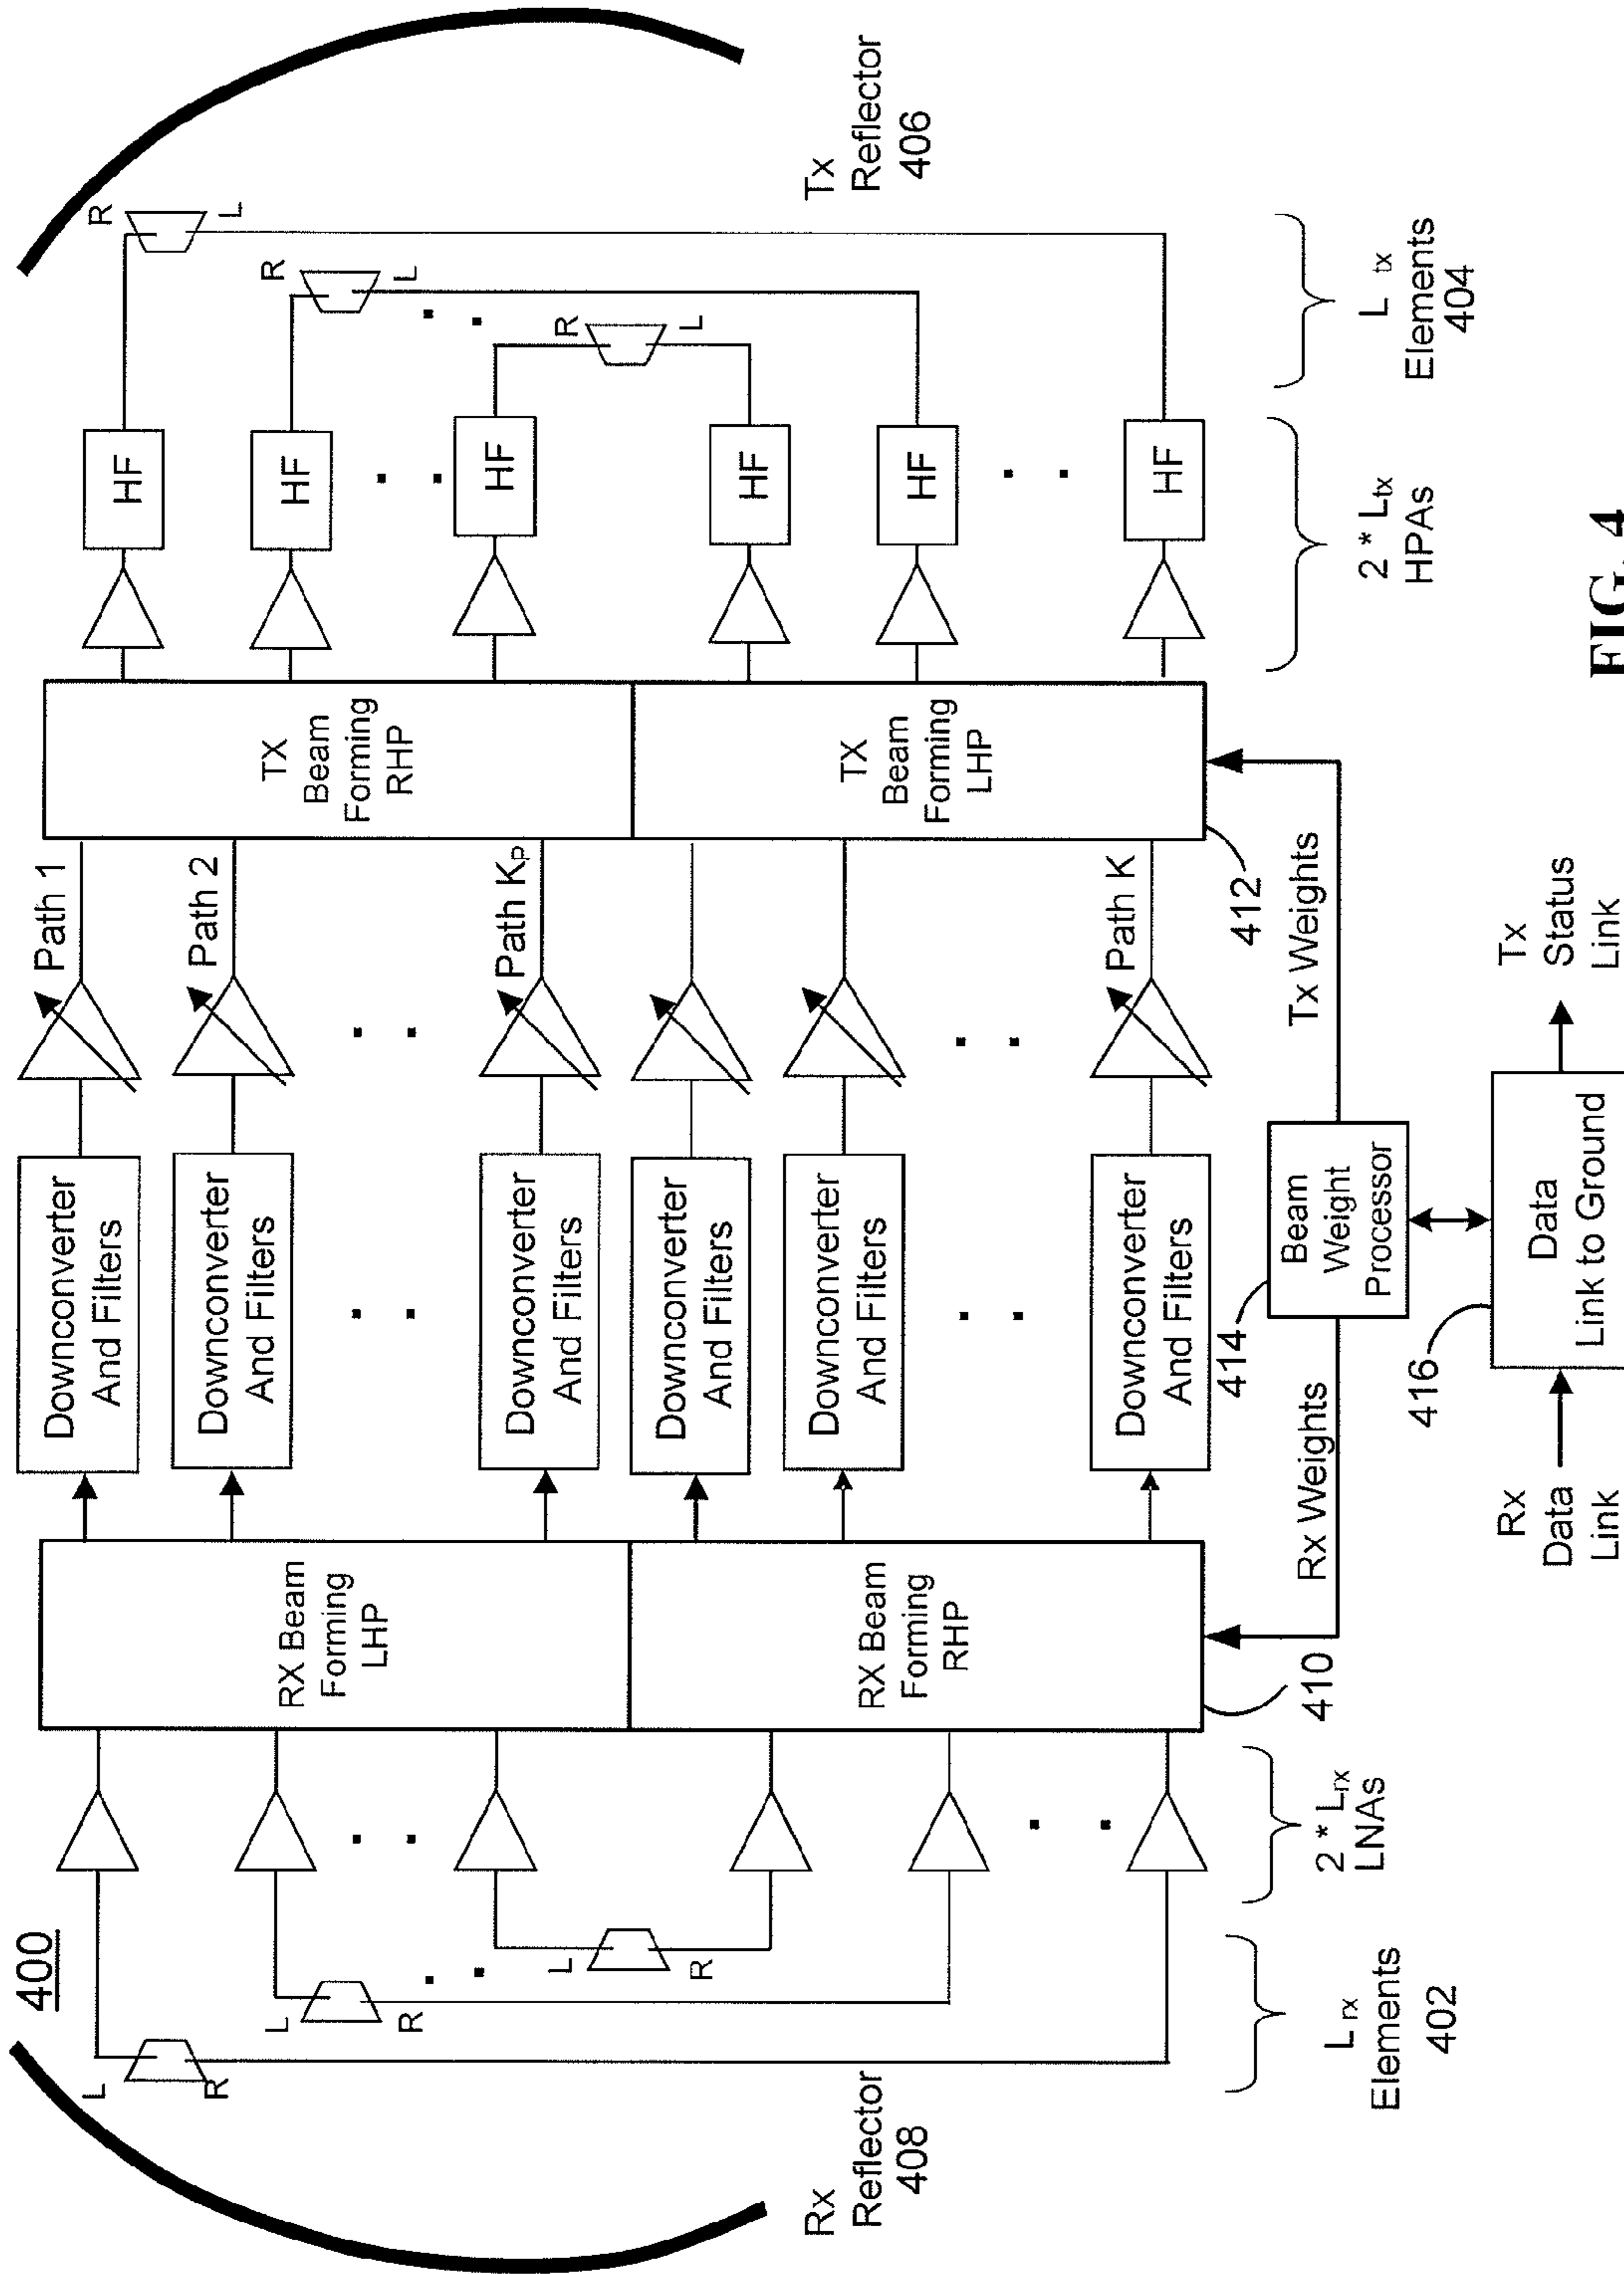 400
Rx
Reflector
408
L
R
L
R
L
R
L rx
Elements
402
2 * Lrx
LNAs
RX Beam
Forming
LHP
RX Beam
Forming
RHP
410
Downconverter
And Filters
Downconverter
And Filters
Downconverter
And Filters
Downconverter
And Filters
Downconverter
And Filters
Downconverter
And Filters
Path 1
Path 2
Path Kp
Path K
TX
Beam
Forming
RHP
TX
Beam
Forming
LHP
412
HF
HF
HF
HF
HF
HF
2 * Ltx
HPAs
R
L
R
L
R
L
L tx
Elements
404
Tx
Reflector
406
Rx Weights
414
Beam
Weight
Processor
Tx Weights
416
Rx
Data
Link
Data
Link to Ground
Tx
Status
Link
FIG. 4